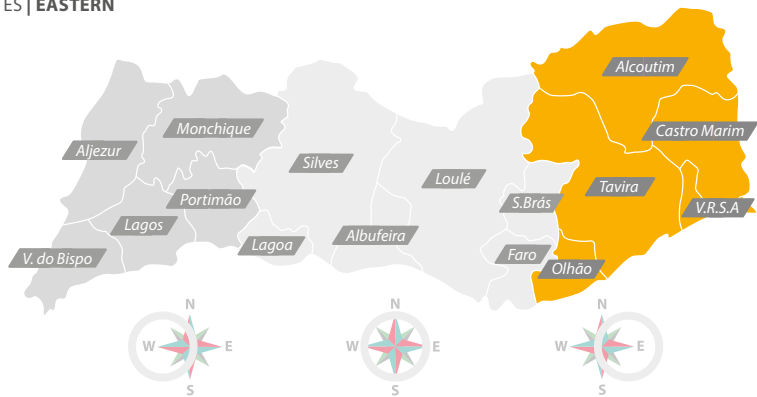 ES | EASTERN
Alcoutim
Monchique
Castro Marim
Aljezur
Silves
Loulé
Tavira
Portimão
S.Brás
V.R.S.A
Lagos
Albufeira
Lagoa
Faro
V. do Bispo
Olhão
N N N
W E W E W E
S S S